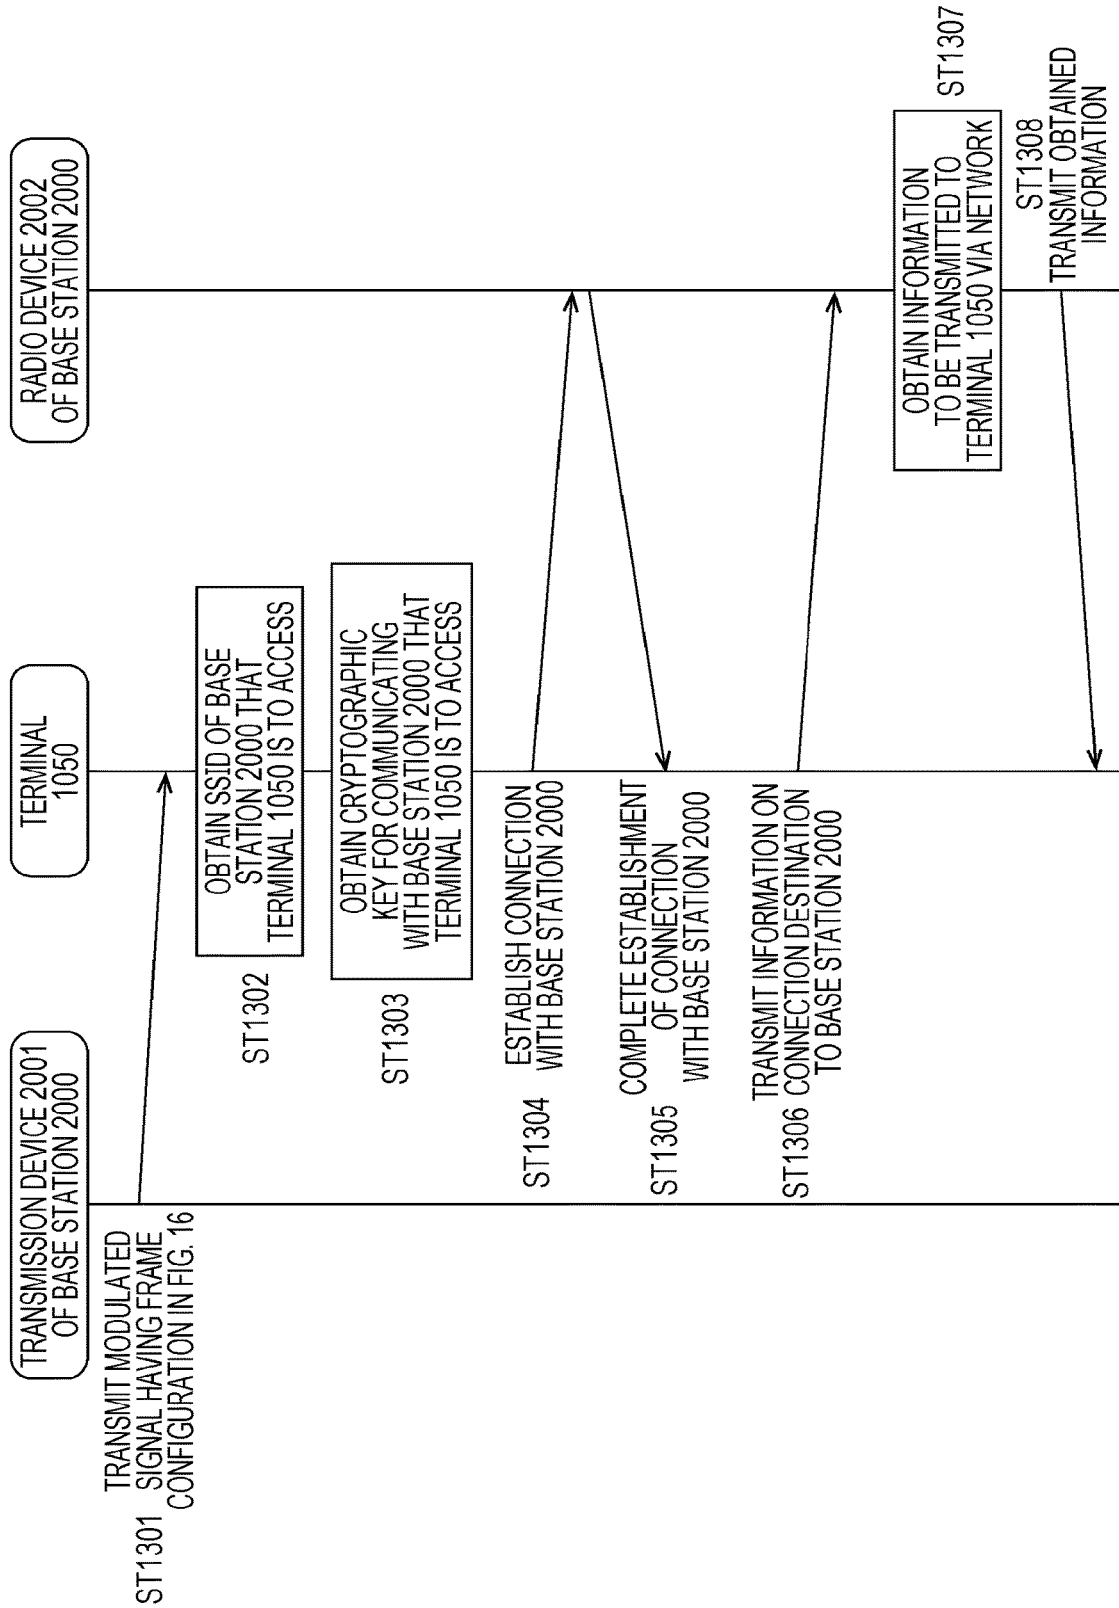 TRANSMISSION DEVICE 2001
OF BASE STATION 2000
TERMINAL
1050
RADIO DEVICE 2002
OF BASE STATION 2000
TRANSMIT MODULATED
ST1301 SIGNAL HAVING FRAME
CONFIGURATION IN FIG. 16
OBTAIN SSID OF BASE
STATION 2000 THAT
TERMINAL 1050 IS TO ACCESS
ST1302
OBTAIN CRYPTOGRAPHIC
KEY FOR COMMUNICATING
WITH BASE STATION 2000 THAT
TERMINAL 1050 IS TO ACCESS
ST1303
ESTABLISH CONNECTION
ST1304 WITH BASE STATION 2000
COMPLETE ESTABLISHMENT
ST1305 OF CONNECTION
WITH BASE STATION 2000
TRANSMIT INFORMATION ON
ST1306 CONNECTION DESTINATION
TO BASE STATION 2000
OBTAIN INFORMATION
TO BE TRANSMITTED TO
TERMINAL 1050 VIA NETWORK
ST1307
ST1308
TRANSMIT OBTAINED
INFORMATION